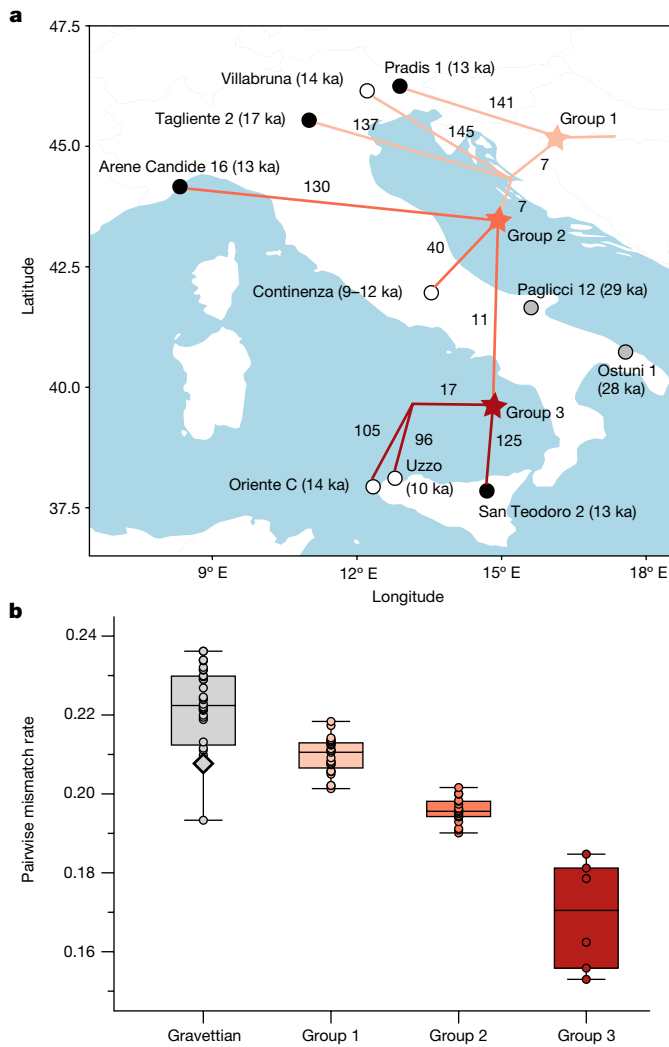 a
47.5
45.0
42.5
40.0
37.5
Latitude
9º E
12º E
15º E
18º E
Longitude
Pradis 1 (13 ka)
Villabruna (14 ka)
Tagliente 2 (17 ka)
Arene Candide 16 (13 ka)
141
Group 1
137
145
7
7
130
Group 2
40
Continenza (9–12 ka)
Paglicci 12 (29 ka)
11
Ostuni 1
(28 ka)
17
Group 3
105
96
125
Oriente C (14 ka)
Uzzo
(10 ka)
San Teodoro 2 (13 ka)
b
0.24
0.22
0.20
0.18
0.16
Pairwise mismatch rate
Gravettian
Group 1
Group 2
Group 3